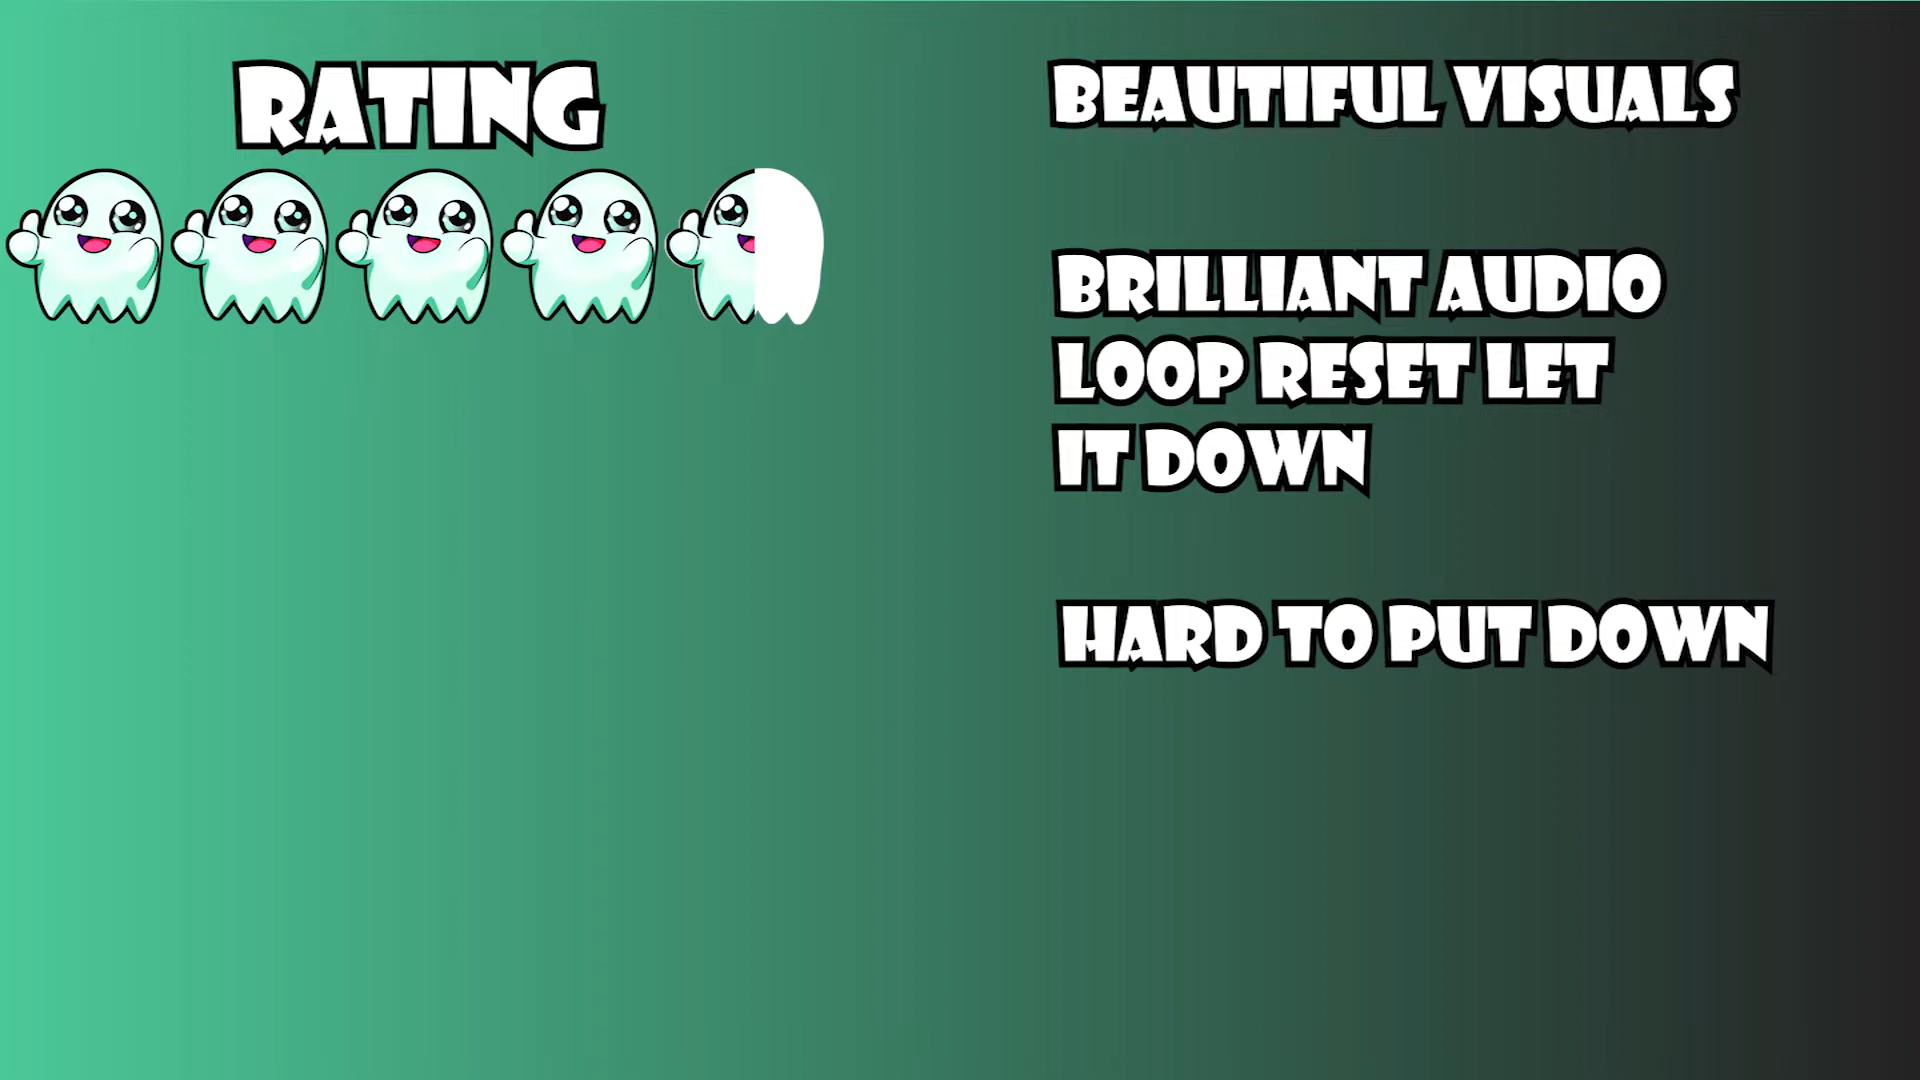 RATING
BEAUTIFUL VISUALS
BRILLIANT AUDIO
LOOP RESET LET
IT DOWN
HARD TO PUT DOWN